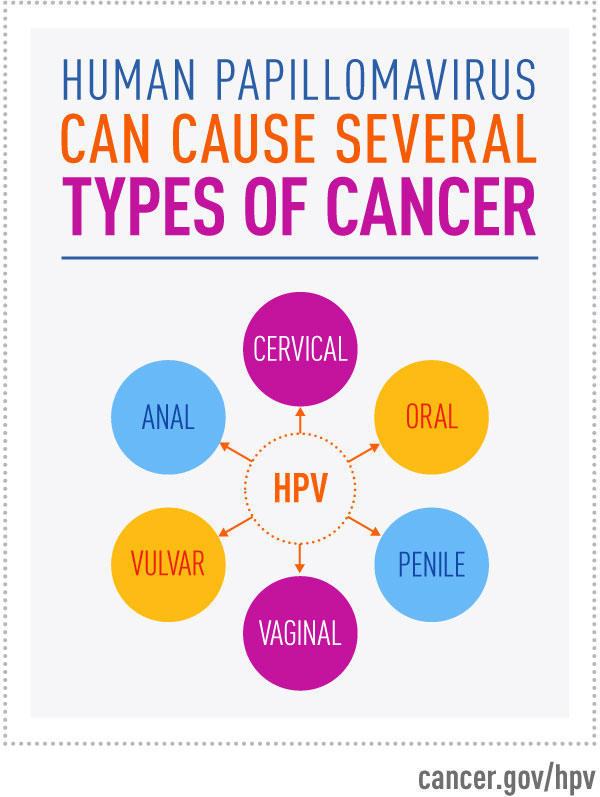 HUMAN PAPILLOMAVIRUS
CAN CAUSE SEVERAL
TYPES OF CANCER
CERVICAL
ANAL
ORAL
HPV
VULVAR
PENILE
VAGINAL
cancer.gov/hpv